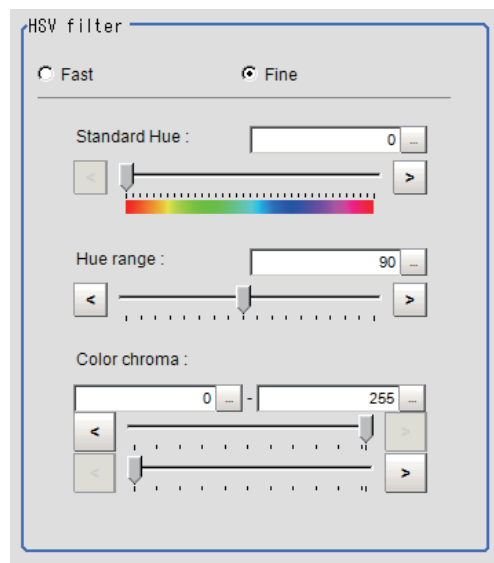 HSV filter
Fast Fine
Standard Hue : 0 ...
< >
Hue range : 90 ...
< >
Color chroma :
0 ... - 255 ...
< >
< >